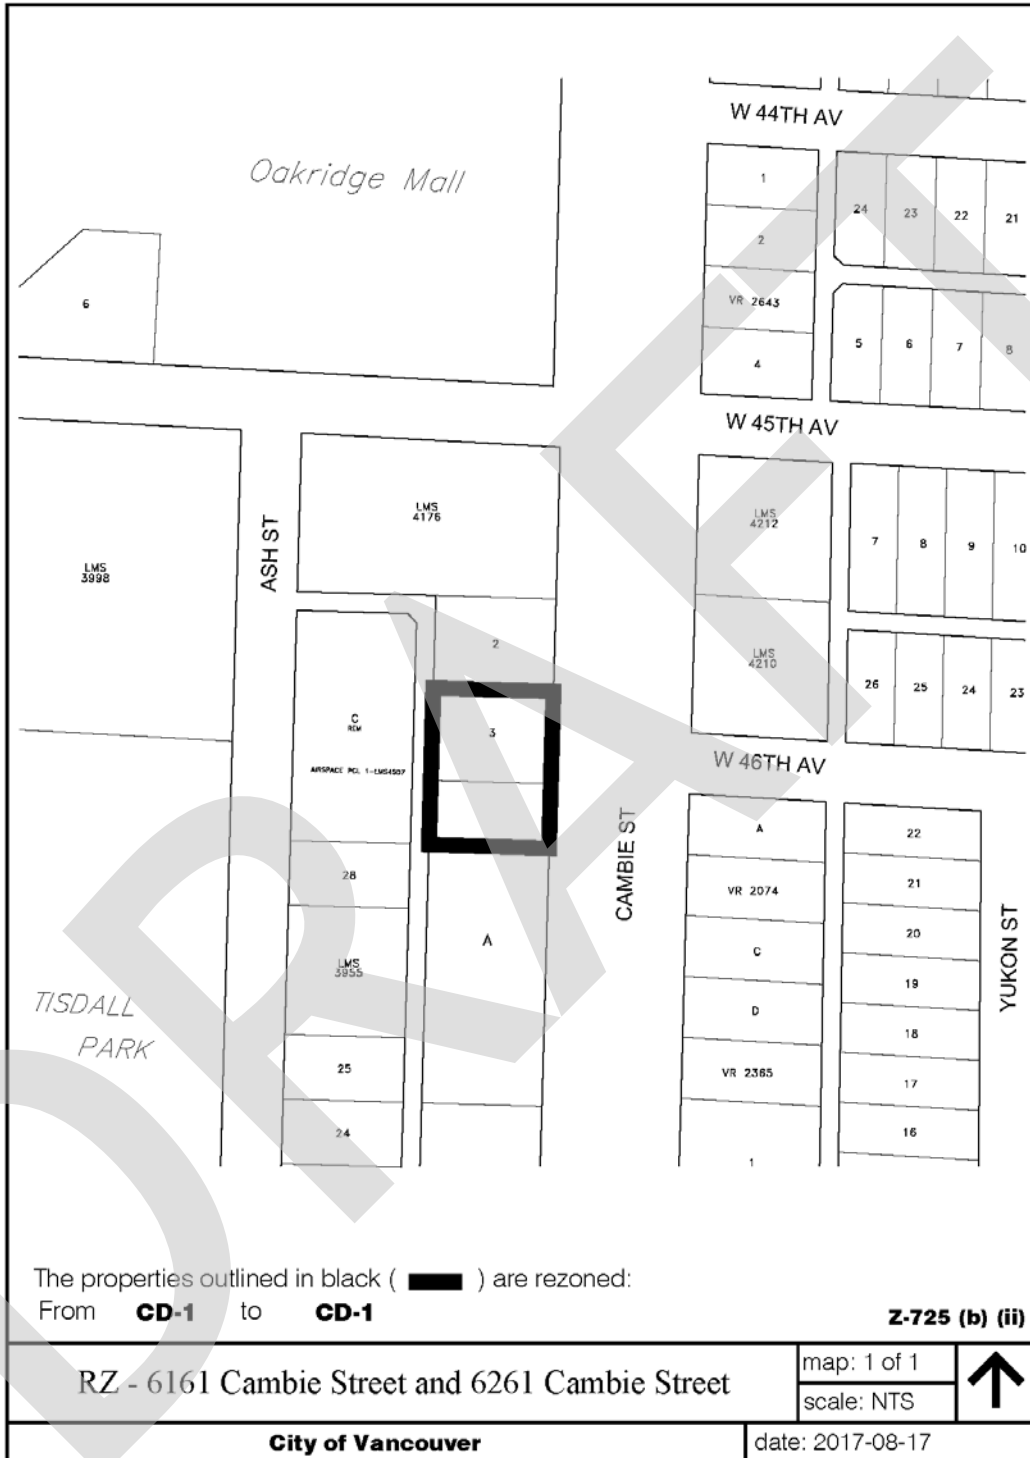 W 44TH AV
Oakridge Mall
1
24
23
22
21
2
VR 2643
6
5
6
7
8
4
W 45TH AV
LMS
4176
LMS
4212
7
8
9
10
ASH ST
LMS
3998
2
LMS
4210
26
25
24
23
C
REM
3
AIRSPACE PCL 1-LMS4507
W 46TH AV
CAMBIE ST
A
22
28
VR 2074
21
A
C
20
YUKON ST
LMS
3955
19
TISDALL
PARK
D
18
25
VR 2365
17
24
1
16
DRAFT
The properties outlined in black ( ) are rezoned:
From CD-1 to CD-1
Z-725 (b) (ii)
RZ - 6161 Cambie Street and 6261 Cambie Street
map: 1 of 1
scale: NTS
City of Vancouver
date: 2017-08-17